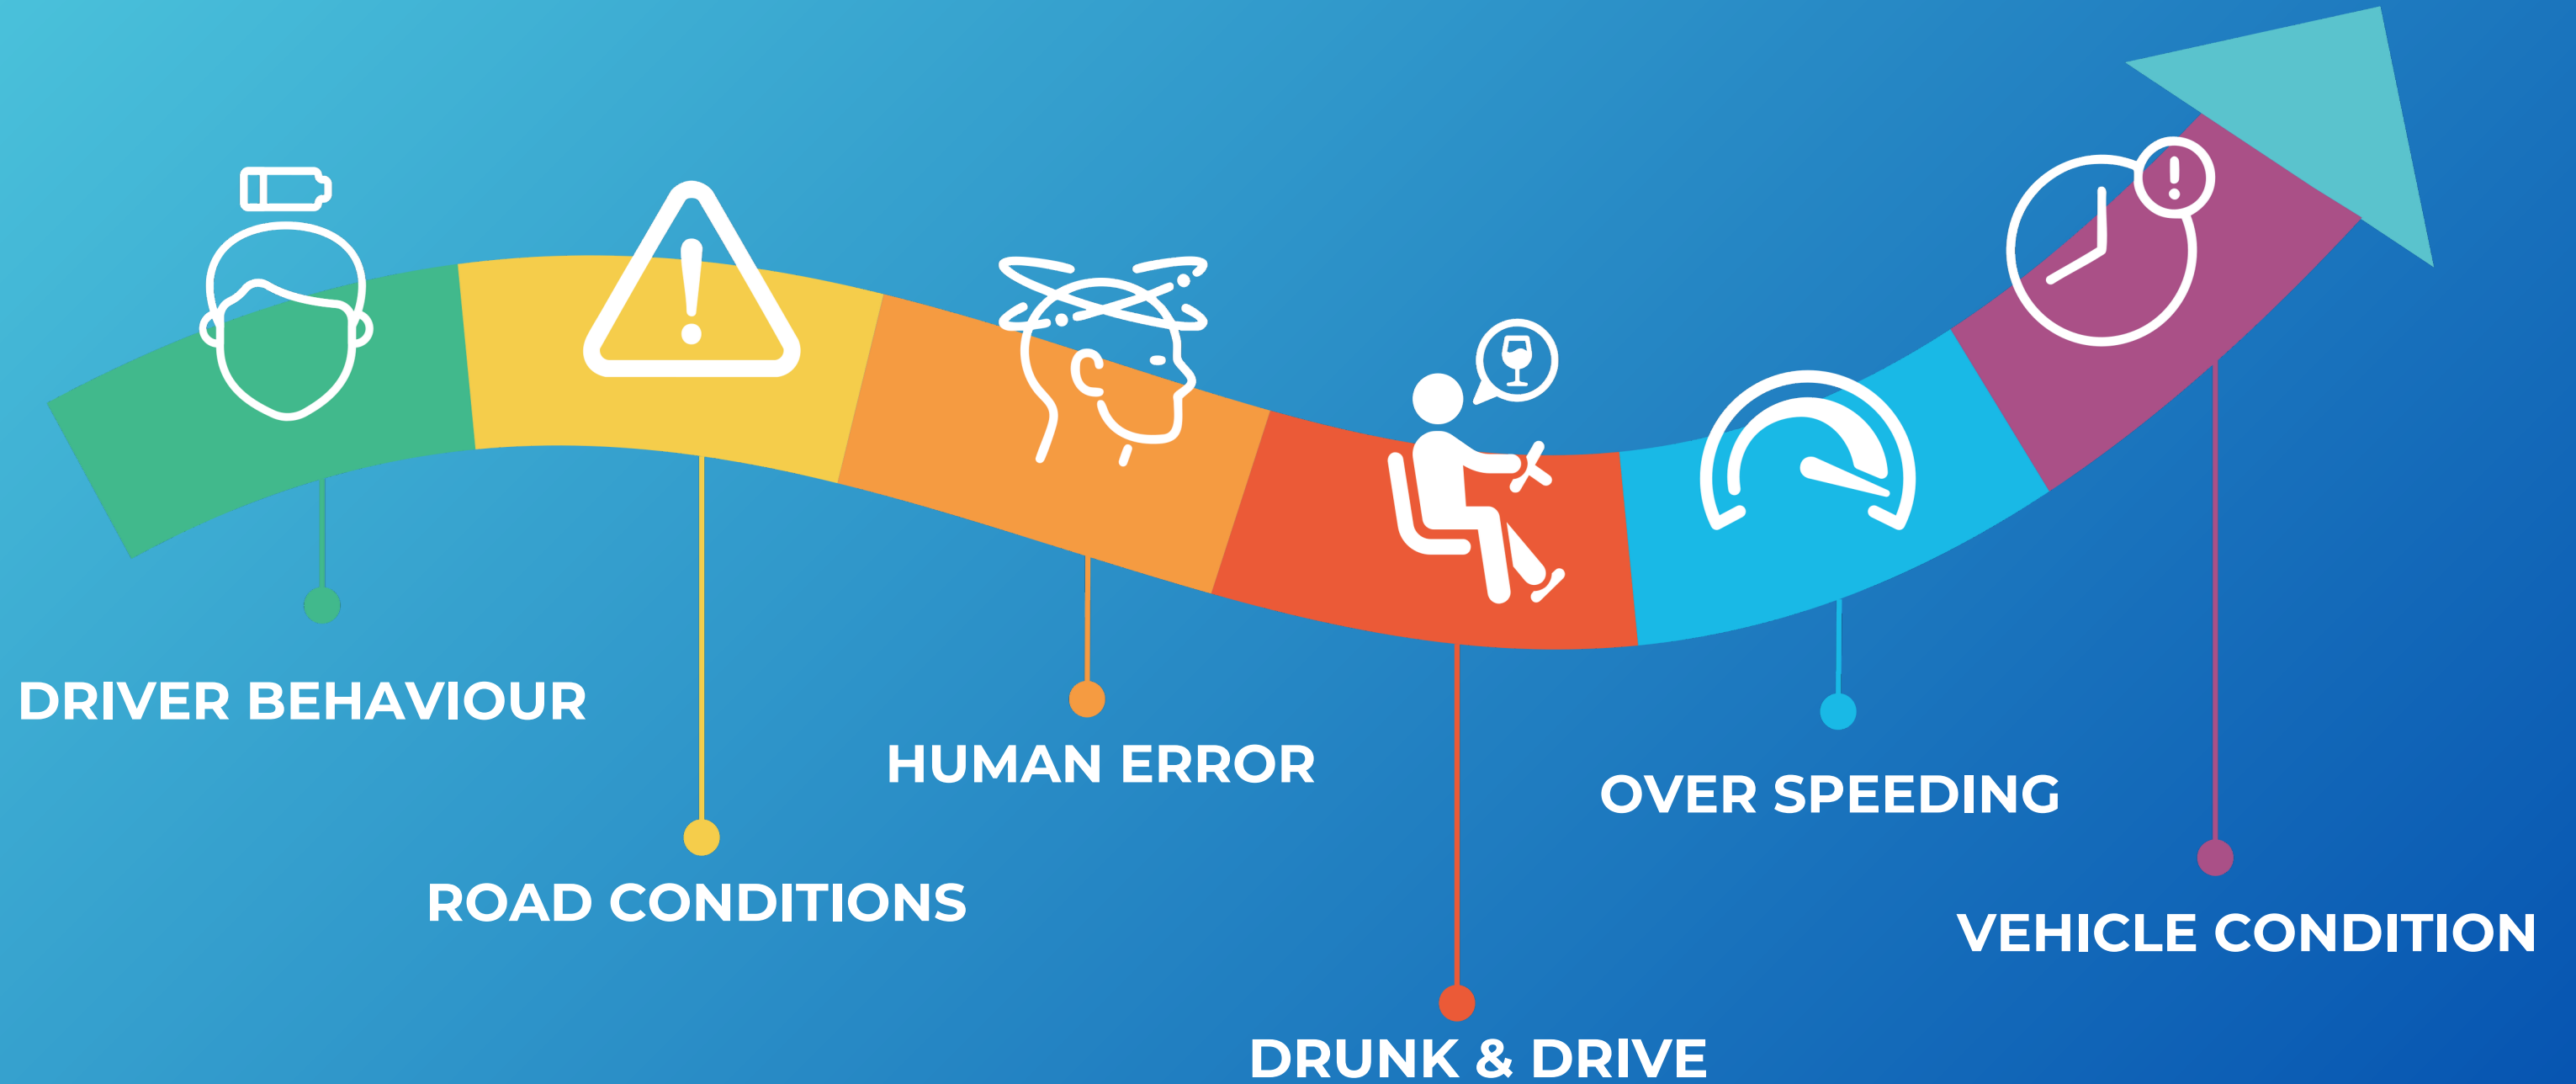 DRIVER BEHAVIOUR
ROAD CONDITIONS
HUMAN ERROR
DRUNK & DRIVE
OVER SPEEDING
VEHICLE CONDITION